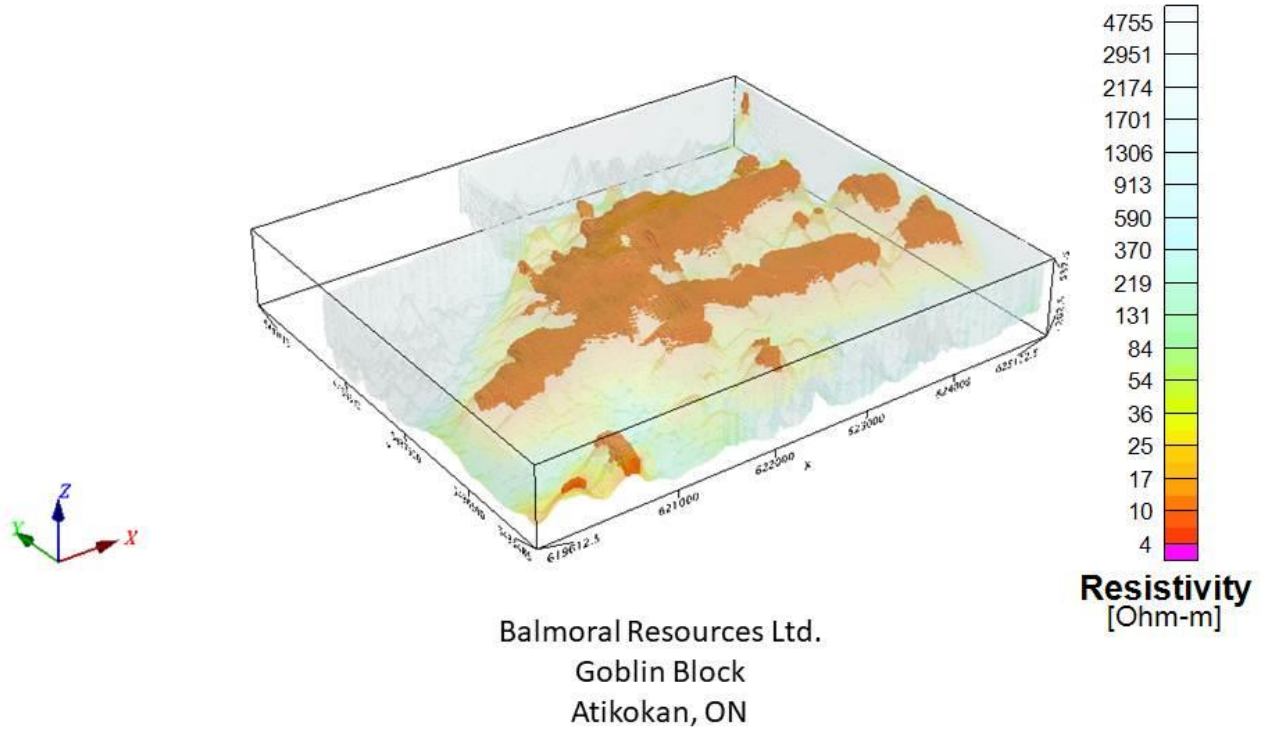 4755
2951
2174
1701
1306
913
590
370
219
131
84
54
36
25
17
10
4
Resistivity
[Ohm-m]
625112.5
624000
623000
622000
X
621000
619612.5
Z
Y
X
Balmoral Resources Ltd.
Goblin Block
Atikokan, ON